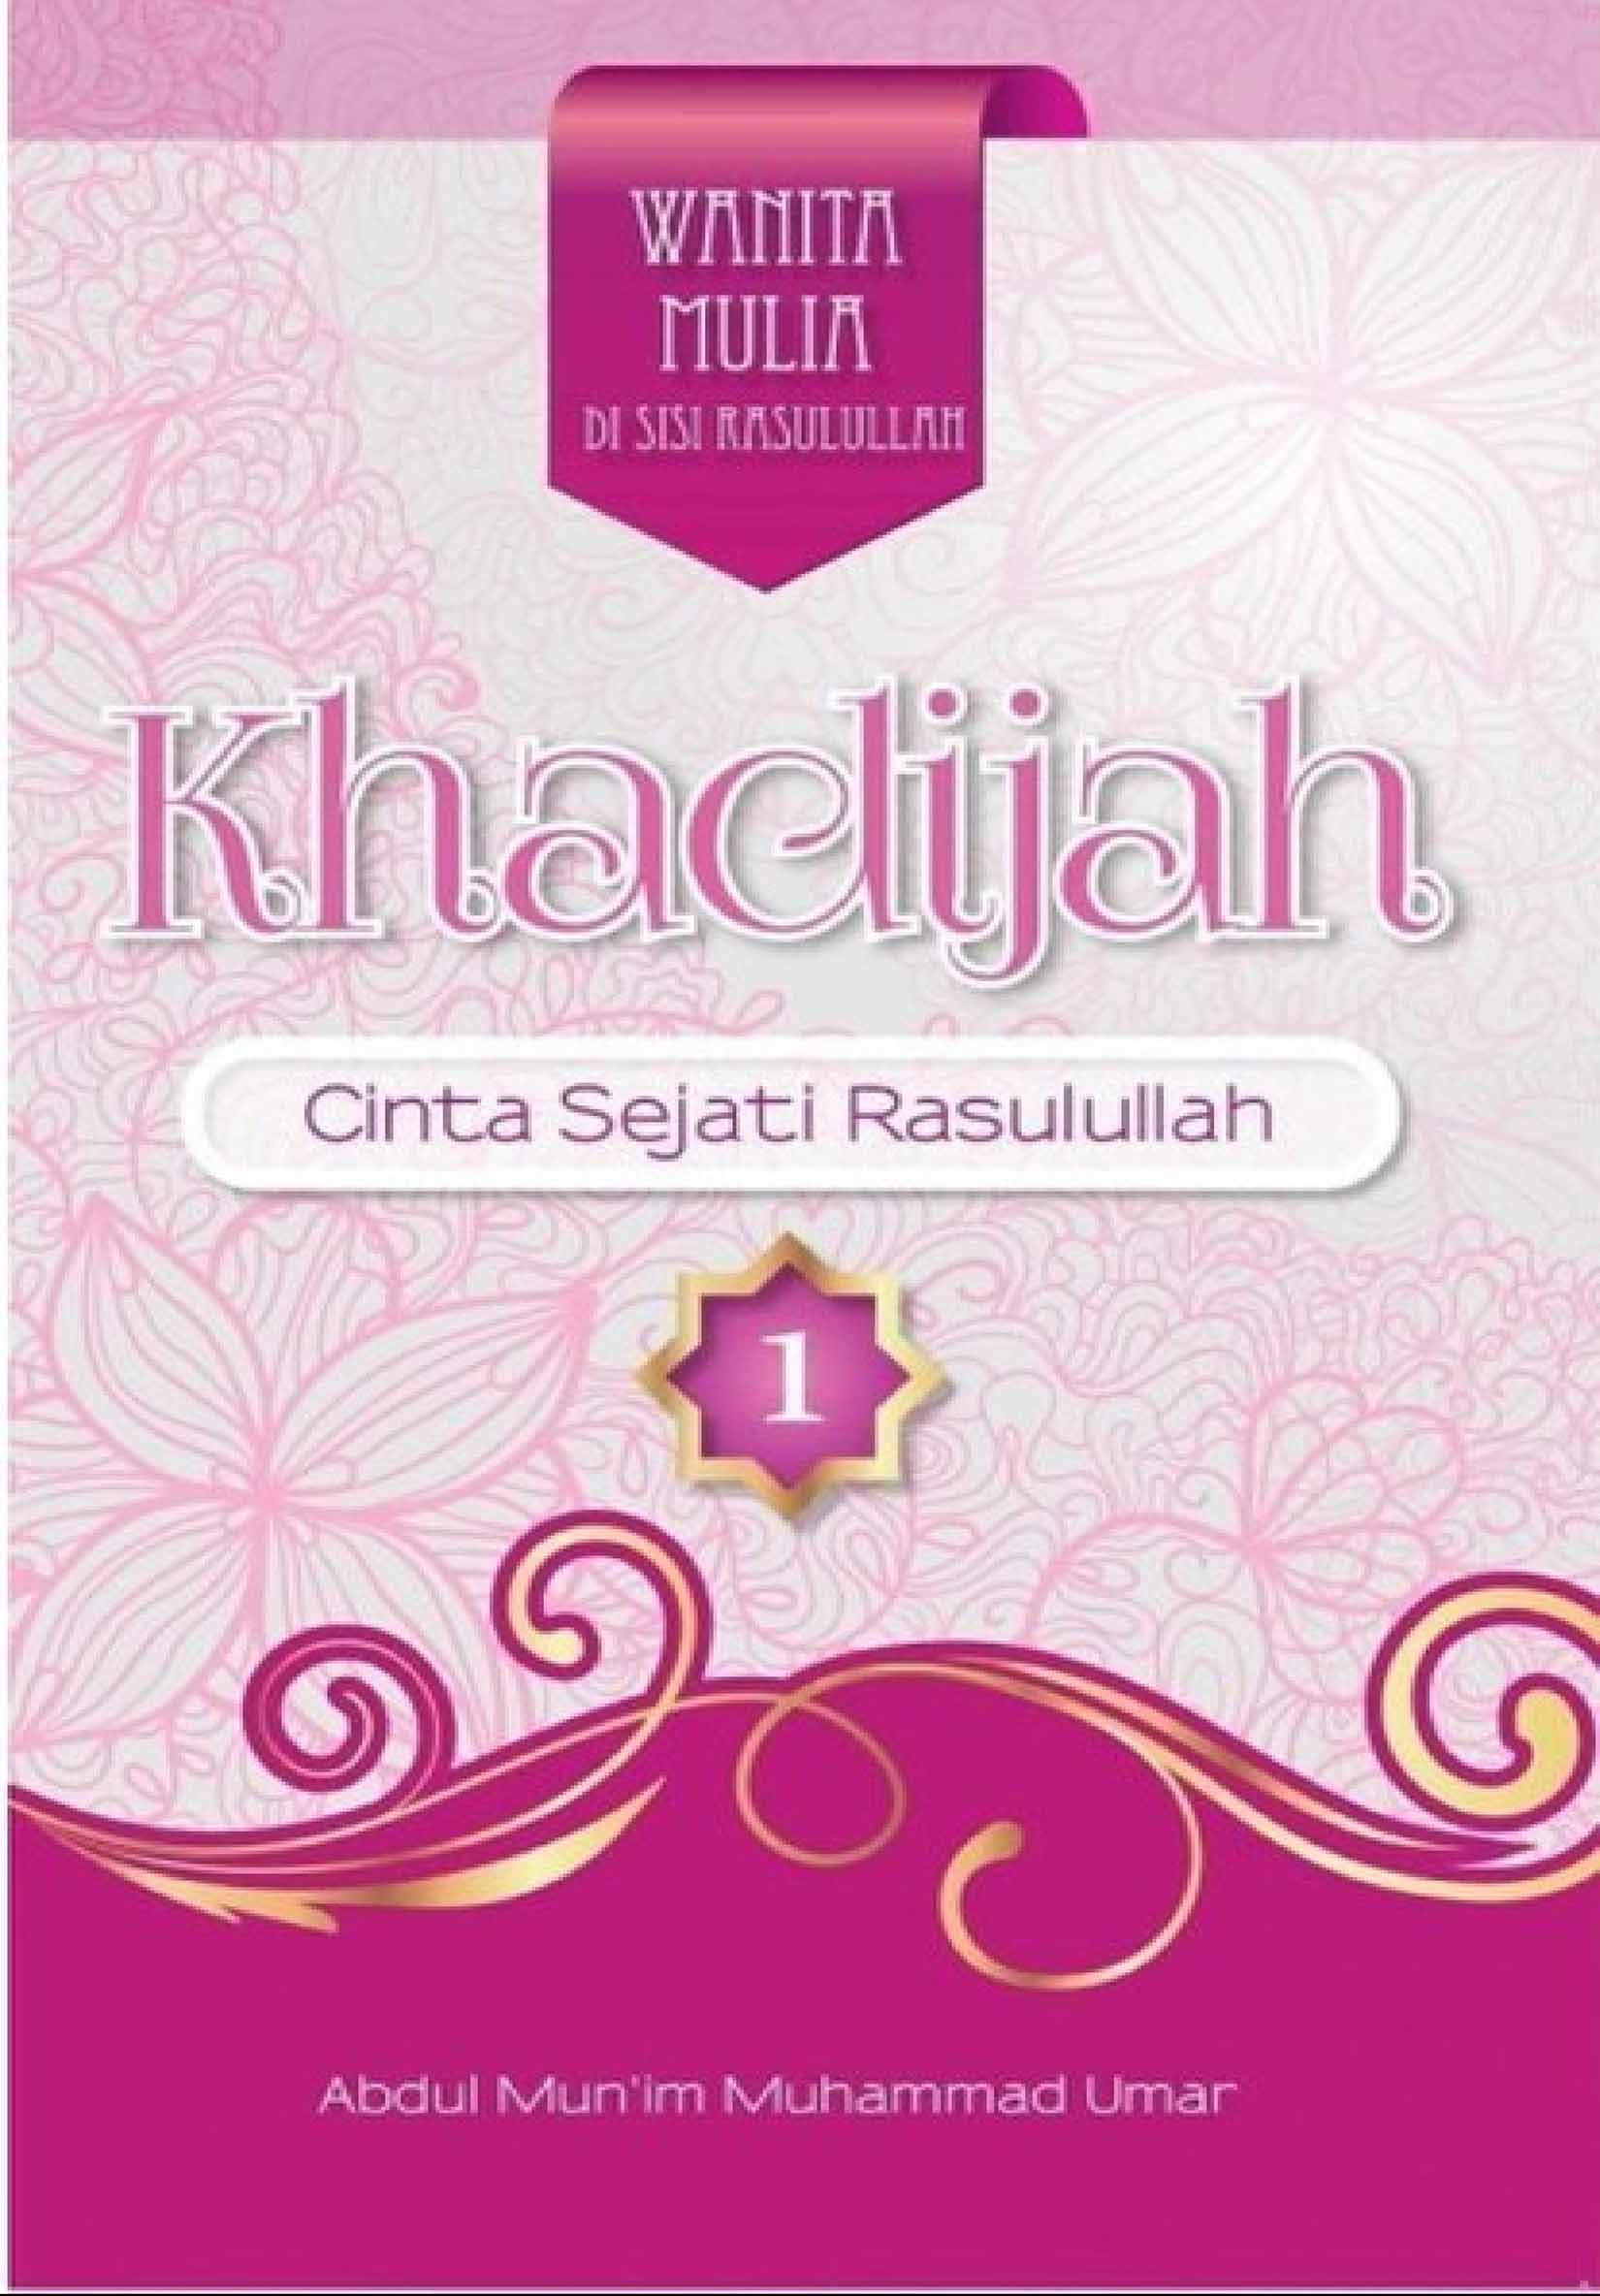 WANITA
MULIA
DI SISI RASULULLAH
Khadijah
Cinta Sejati Rasulullah
1
Abdul Mun'im Muhammad Umar